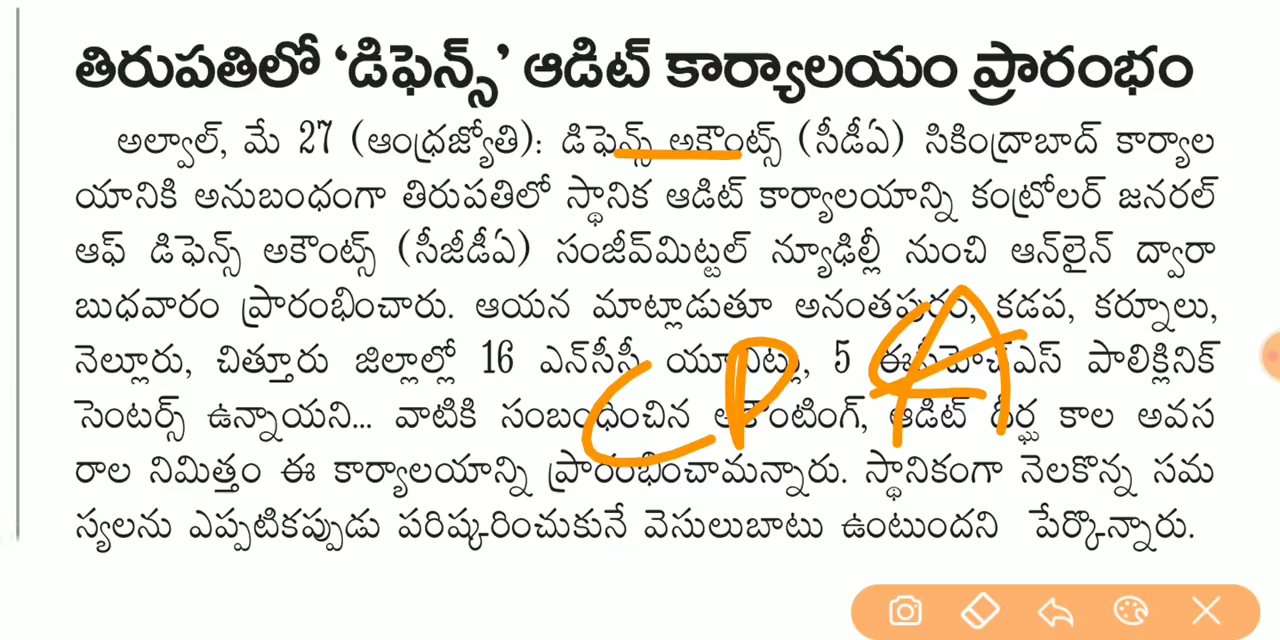 తిరుపతిలో ‘డిఫెన్స్’ ఆడిట్ కార్యాలయం ప్రారంభం
అల్వాల్, మే 27 (ఆంధ్రజ్యోతి): డిఫెన్స్ అకౌంట్స్ (సీడీఏ) సికింద్రాబాద్ కార్యాల
యానికి అనుబంధంగా తిరుపతిలో స్థానిక ఆడిట్ కార్యాలయాన్ని కంట్రోలర్ జనరల్
ఆఫ్ డిఫెన్స్ అకౌంట్స్ (సీజీడీఏ) సంజీవ్‌మిట్టల్ న్యూఢిల్లీ నుంచి ఆన్‌లైన్ ద్వారా
బుధవారం ప్రారంభించారు. ఆయన మాట్లాడుతూ అనంతపురం, కడప, కర్నూలు,
నెల్లూరు, చిత్తూరు జిల్లాల్లో 16 ఎన్‌సీసీ యూనిట్లు, 5 ఈసీహెచ్ఎస్ పాలిక్లినిక్
సెంటర్స్ ఉన్నాయని... వాటికి సంబంధించిన అకౌంటింగ్, ఆడిట్ దీర్ఘ కాల అవస
రాల నిమిత్తం ఈ కార్యాలయాన్ని ప్రారంభించామన్నారు. స్థానికంగా నెలకొన్న సమ
స్యలను ఎప్పటికప్పుడు పరిష్కరించుకునే వెసులుబాటు ఉంటుందని పేర్కొన్నారు.
CDA